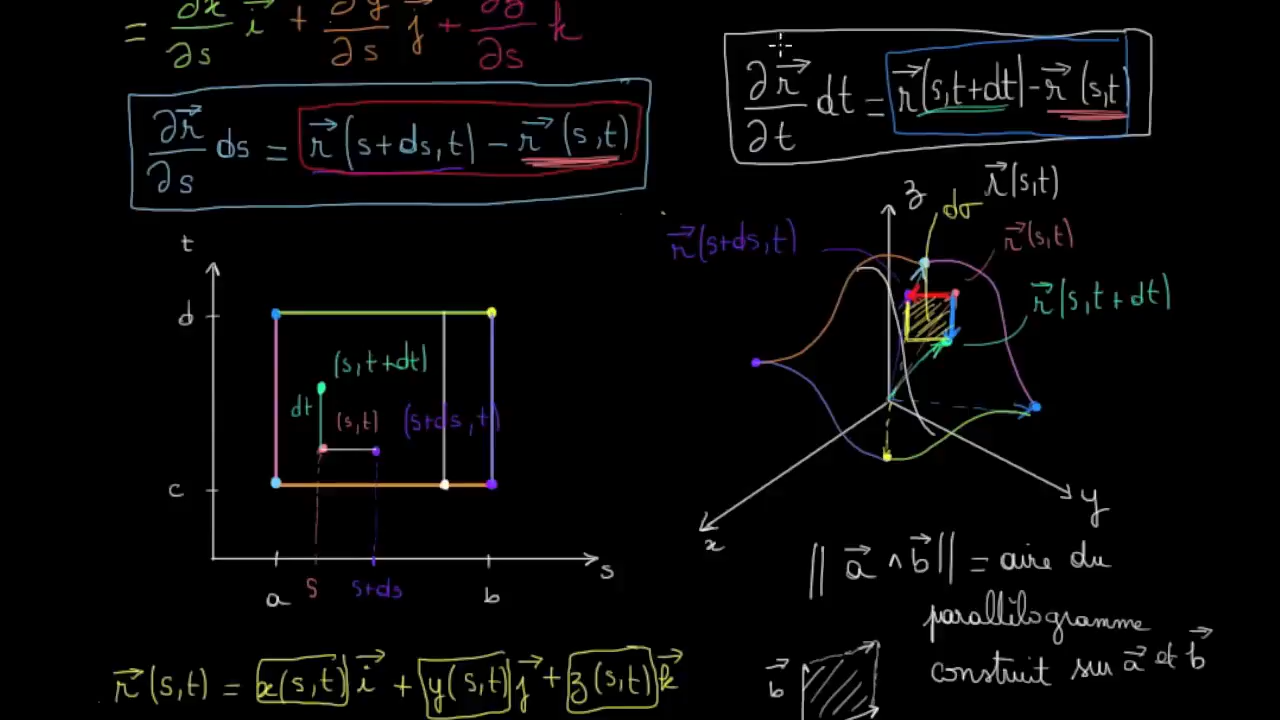 = ∂x/∂s i⃗ + ∂y/∂s j⃗ + ∂z/∂s k
∂r⃗/∂s ds = r⃗(s+ds,t) - r⃗(s,t)
∂r⃗/∂t dt = r⃗(s,t+dt) - r⃗(s,t)
t
d
(s,t+dt)
dt
(s,t)
(s+ds,t)
c
a
s
s+ds
b
s
z
dσ
r⃗(s,t)
r⃗(s+ds,t)
r⃗(s,t)
r⃗(s,t+dt)
x
y
|| a⃗ ∧ b⃗ || = aire du
parallélogramme
construit sur a⃗ et b⃗
b⃗
r⃗(s,t) = x(s,t) i⃗ + y(s,t) j⃗ + z(s,t) k⃗